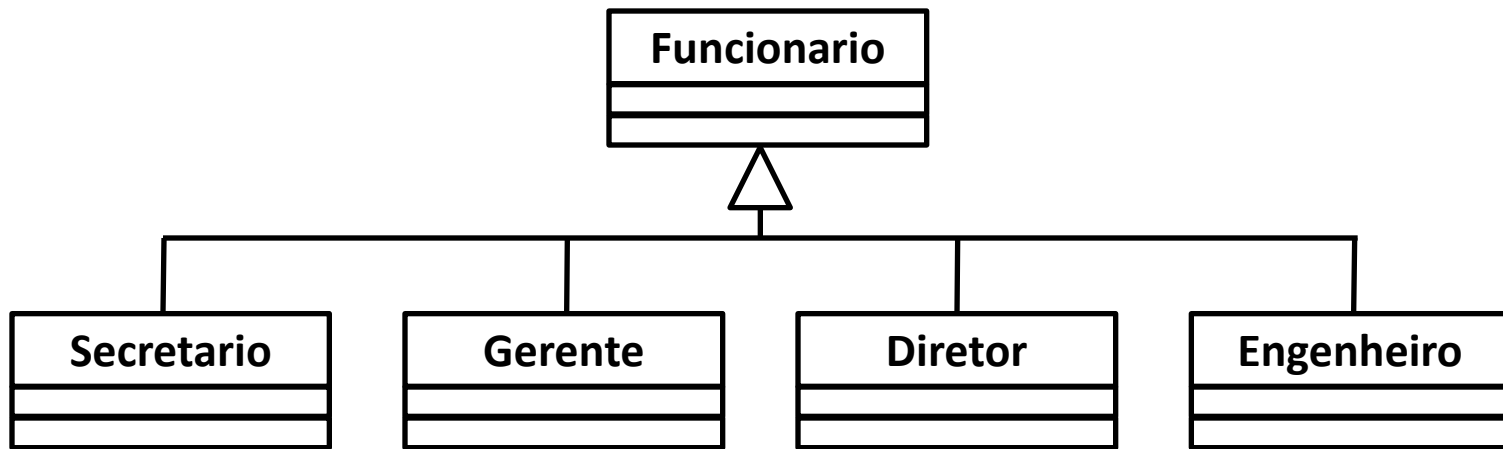 Funcionario
Secretario
Gerente
Diretor
Engenheiro